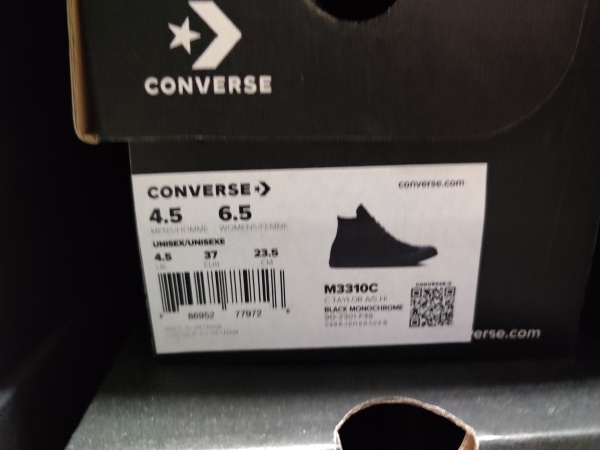 CONVERSE
CONVERSE
converse.com
4.5 6.5
MENS/HOMME WOMENS/FEMME
UNISEX/UNISEXE
4.5 37 23.5
UK EUR CM
M3310C
C TAYLOR A/S HI
BLACK MONOCHROME
CONVERSE
86952 77972
erse.com